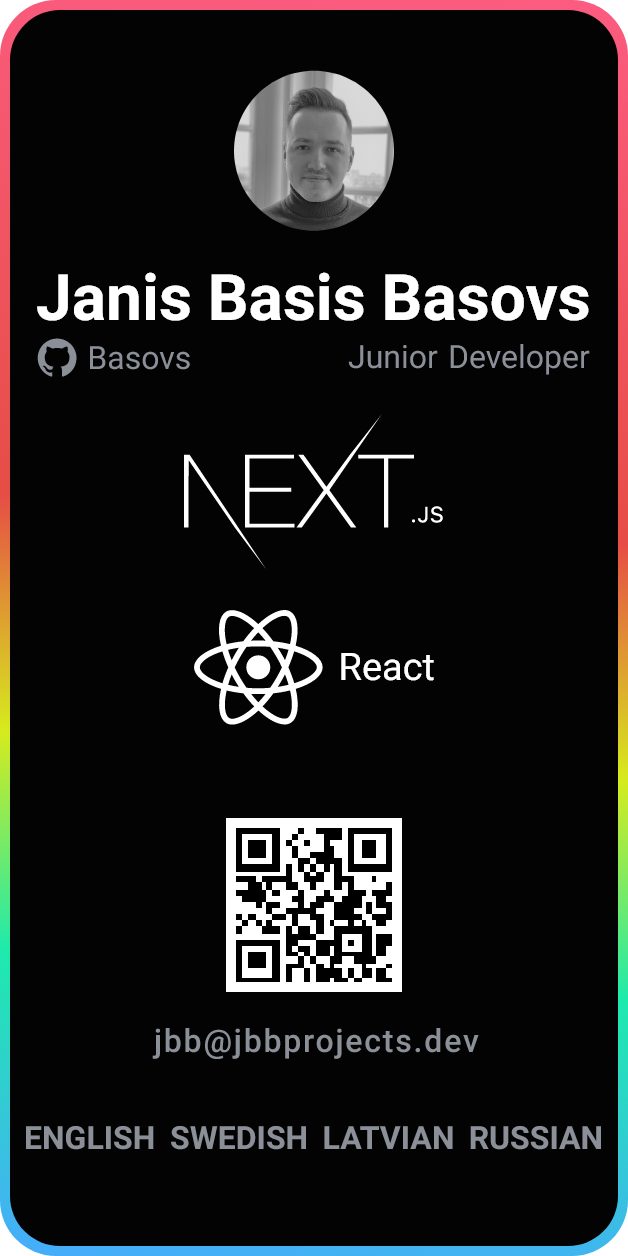 Janis Basis Basovs
Basovs Junior Developer
NEXT.JS
React
jbb@jbbprojects.dev
ENGLISH SWEDISH LATVIAN RUSSIAN